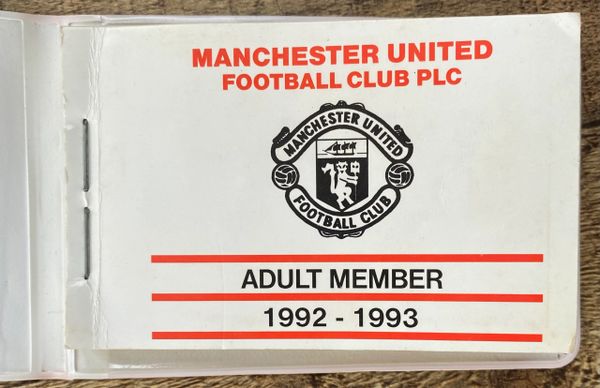 MANCHESTER UNITED
FOOTBALL CLUB PLC
MANCHESTER UNITED
FOOTBALL CLUB
ADULT MEMBER
1992 - 1993